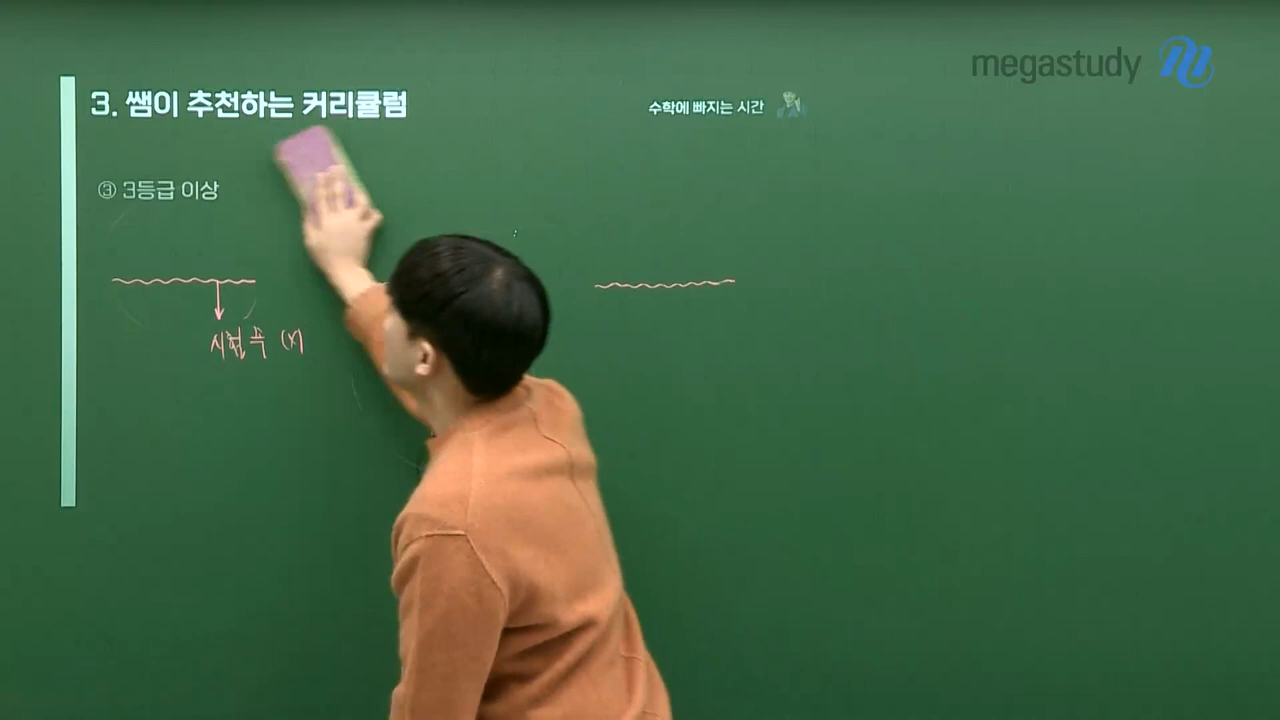 megastudy
3. 쌤이 추천하는 커리큘럼
수학에 빠지는 시간
③ 3등급 이상